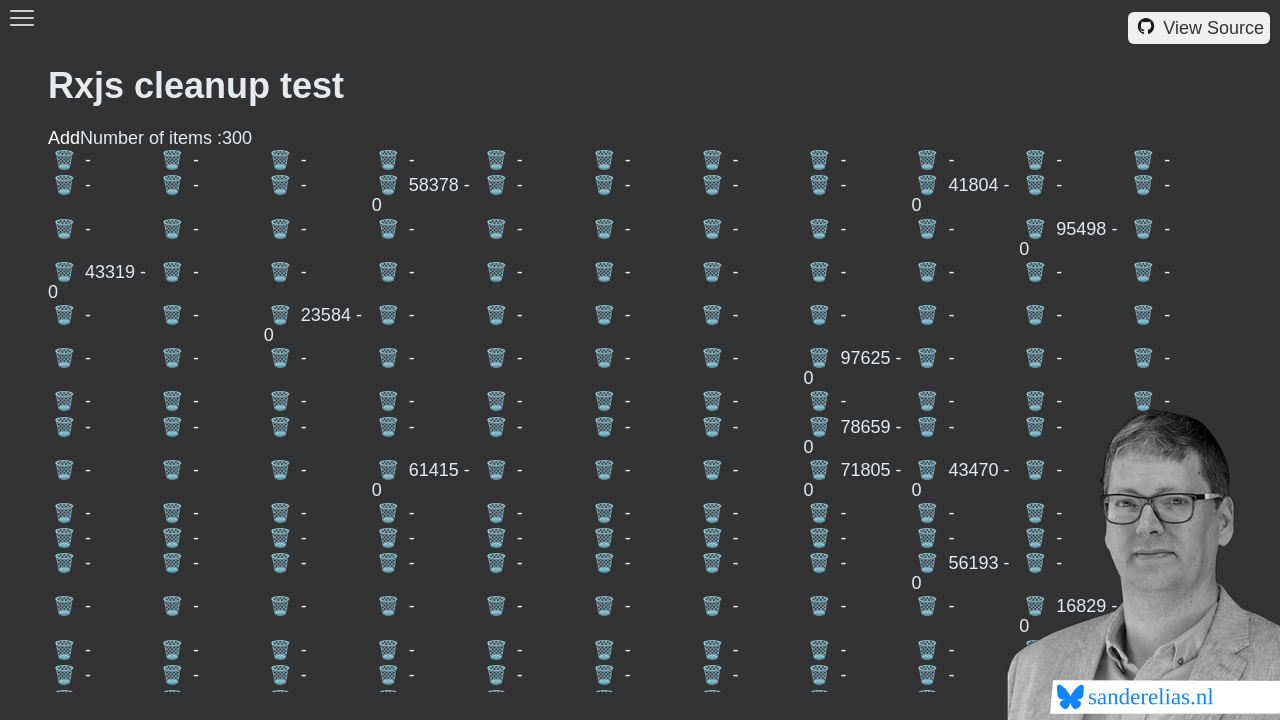 View Source
Rxjs cleanup test
AddNumber of items :300
- - - - - - - - - - -
- - - 58378 - - - - - 41804 - - -
0 0
- - - - - - - - - 95498 - -
0
43319 - - - - - - - - - - -
0
- - 23584 - - - - - - - - -
0
- - - - - - - 97625 - - - -
0
- - - - - - - - - - -
- - - - - - - 78659 - - -
0
- - - 61415 - - - - 71805 - 43470 - -
0 0 0
- - - - - - - - - -
- - - - - - - - - -
- - - - - - - - 56193 - -
0
- - - - - - - - - 16829 -
0
- - - - - - - - -
- - - - - - - - -
sanderelias.nl